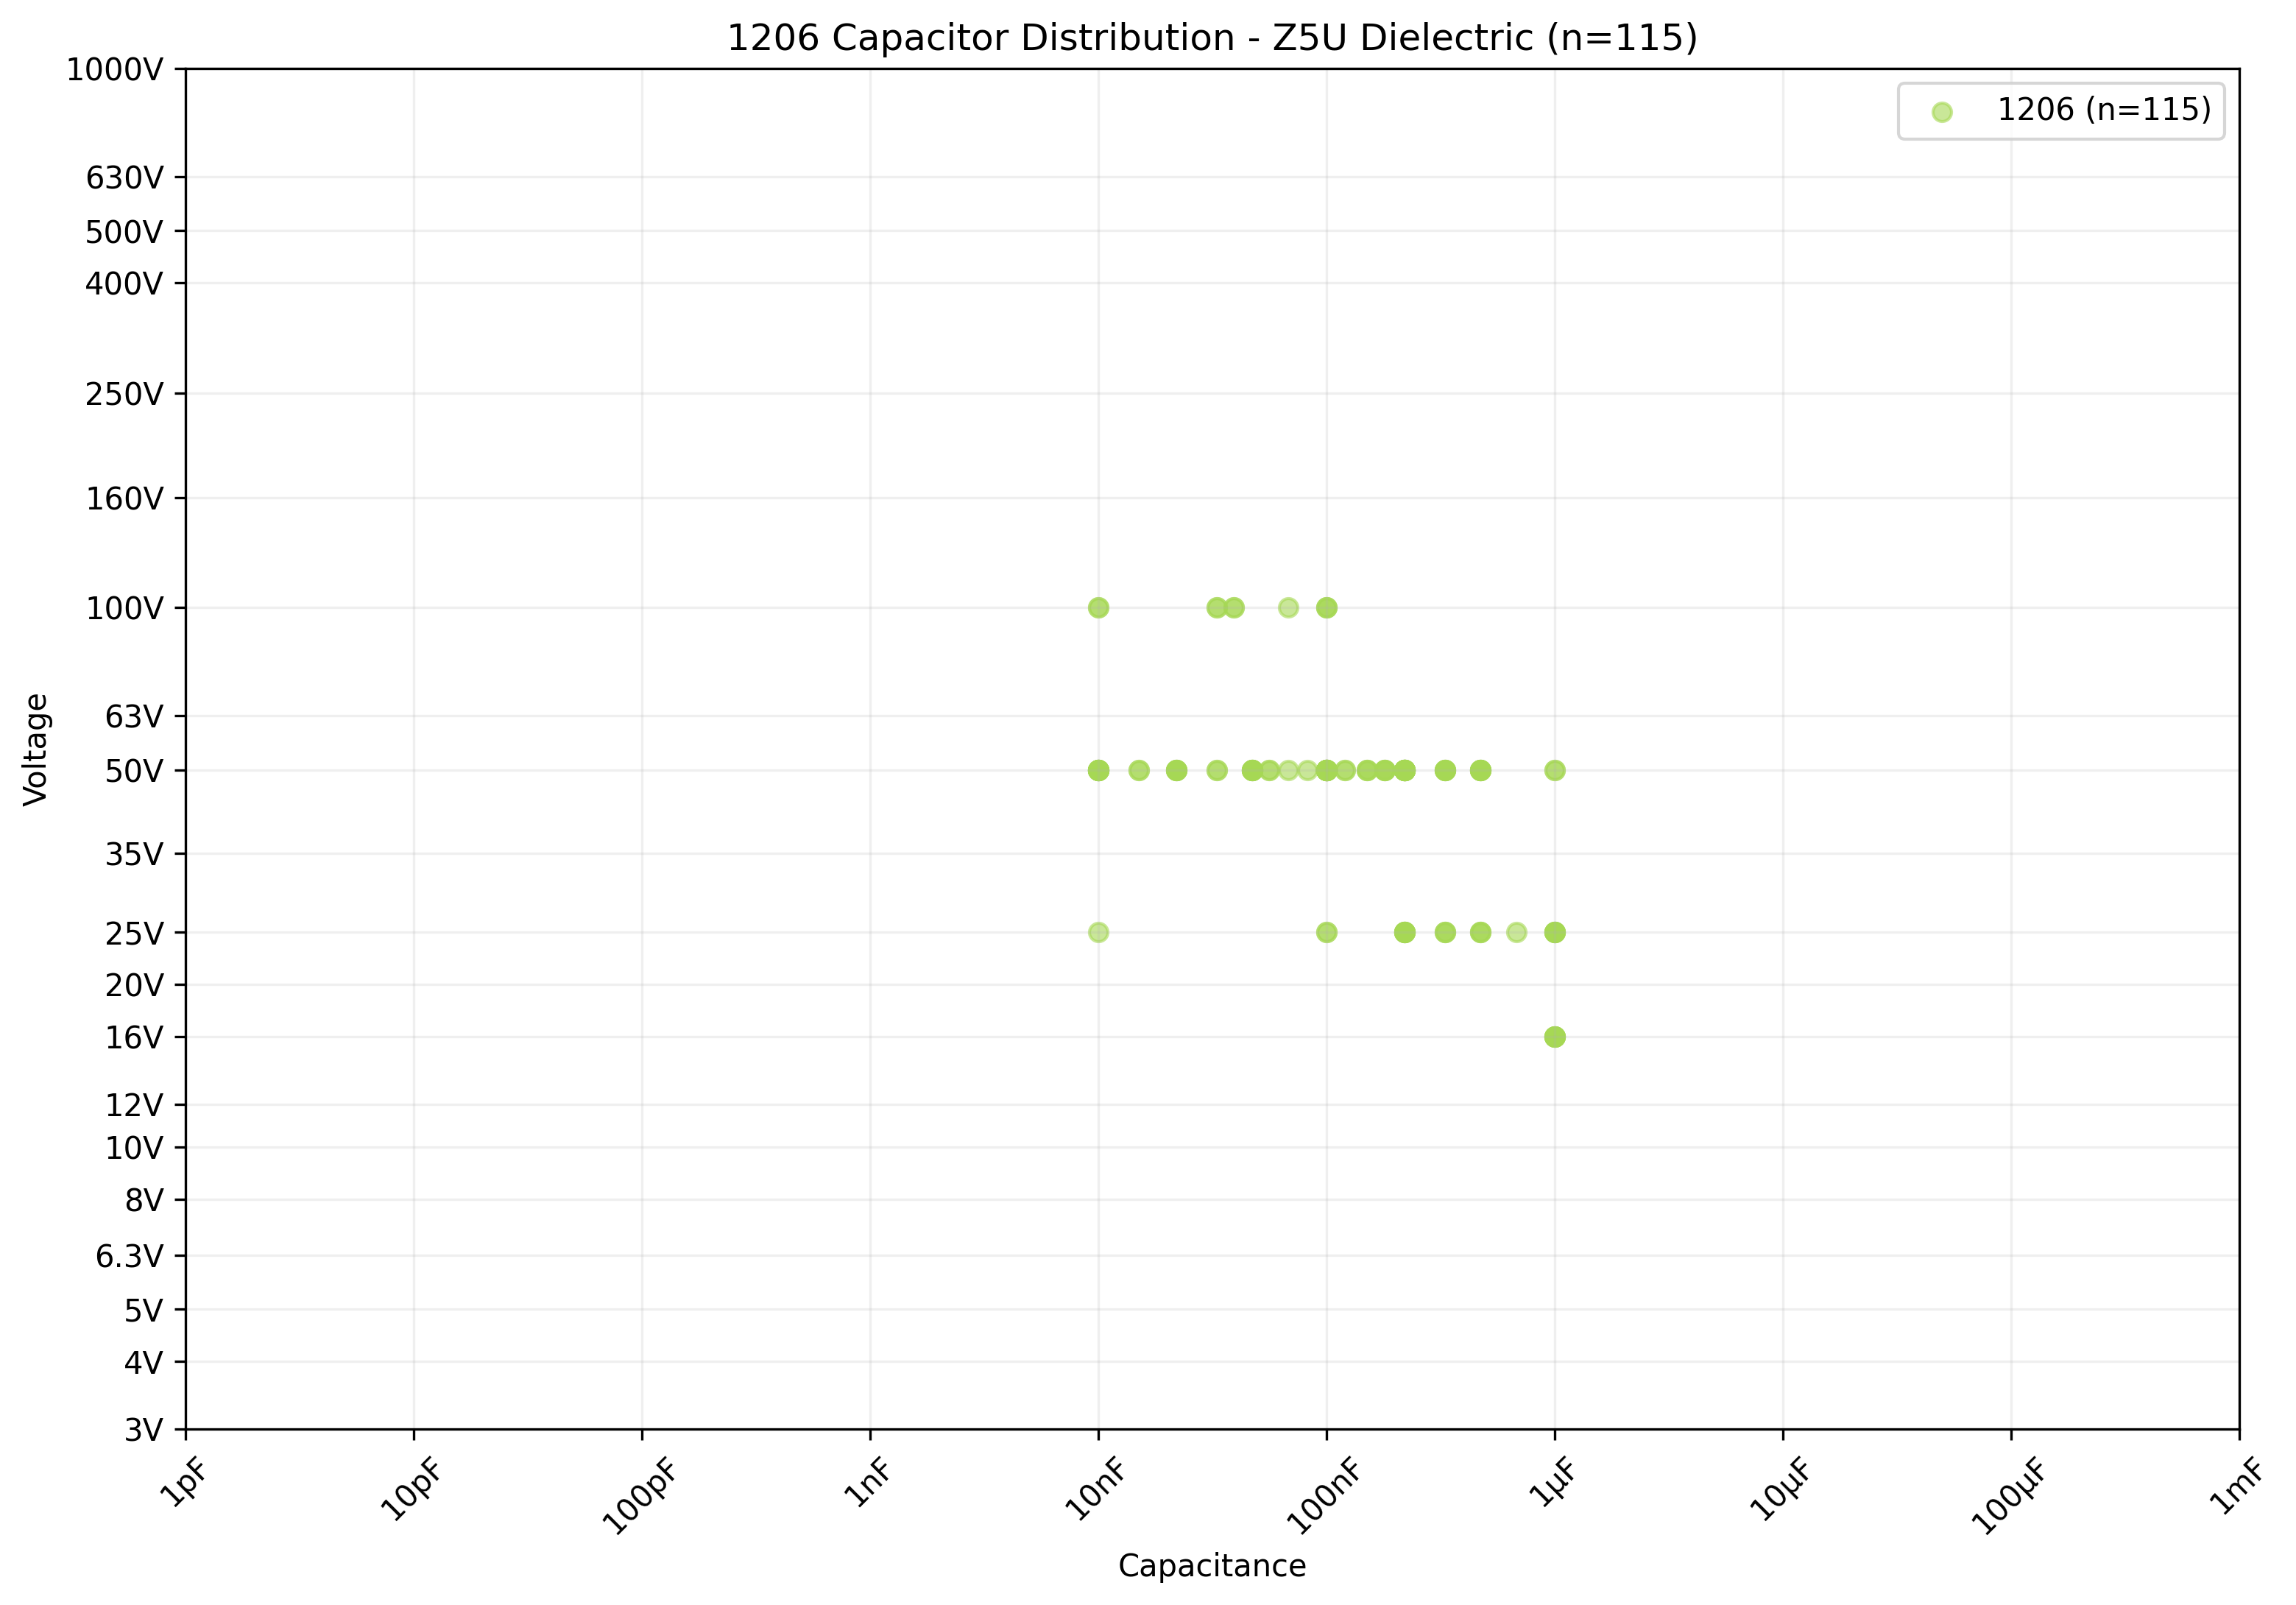 1206 Capacitor Distribution - Z5U Dielectric (n=115)
1206 (n=115)
Voltage
1000V
630V
500V
400V
250V
160V
100V
63V
50V
35V
25V
20V
16V
12V
10V
8V
6.3V
5V
4V
3V
1pF
10pF
100pF
1nF
10nF
100nF
1μF
10μF
100μF
1mF
Capacitance